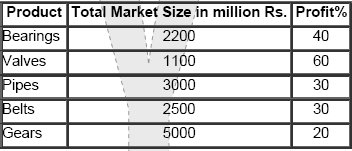 Product Total Market Size in million Rs. Profit%
Bearings 2200 40
Valves 1100 60
Pipes 3000 30
Belts 2500 30
Gears 5000 20